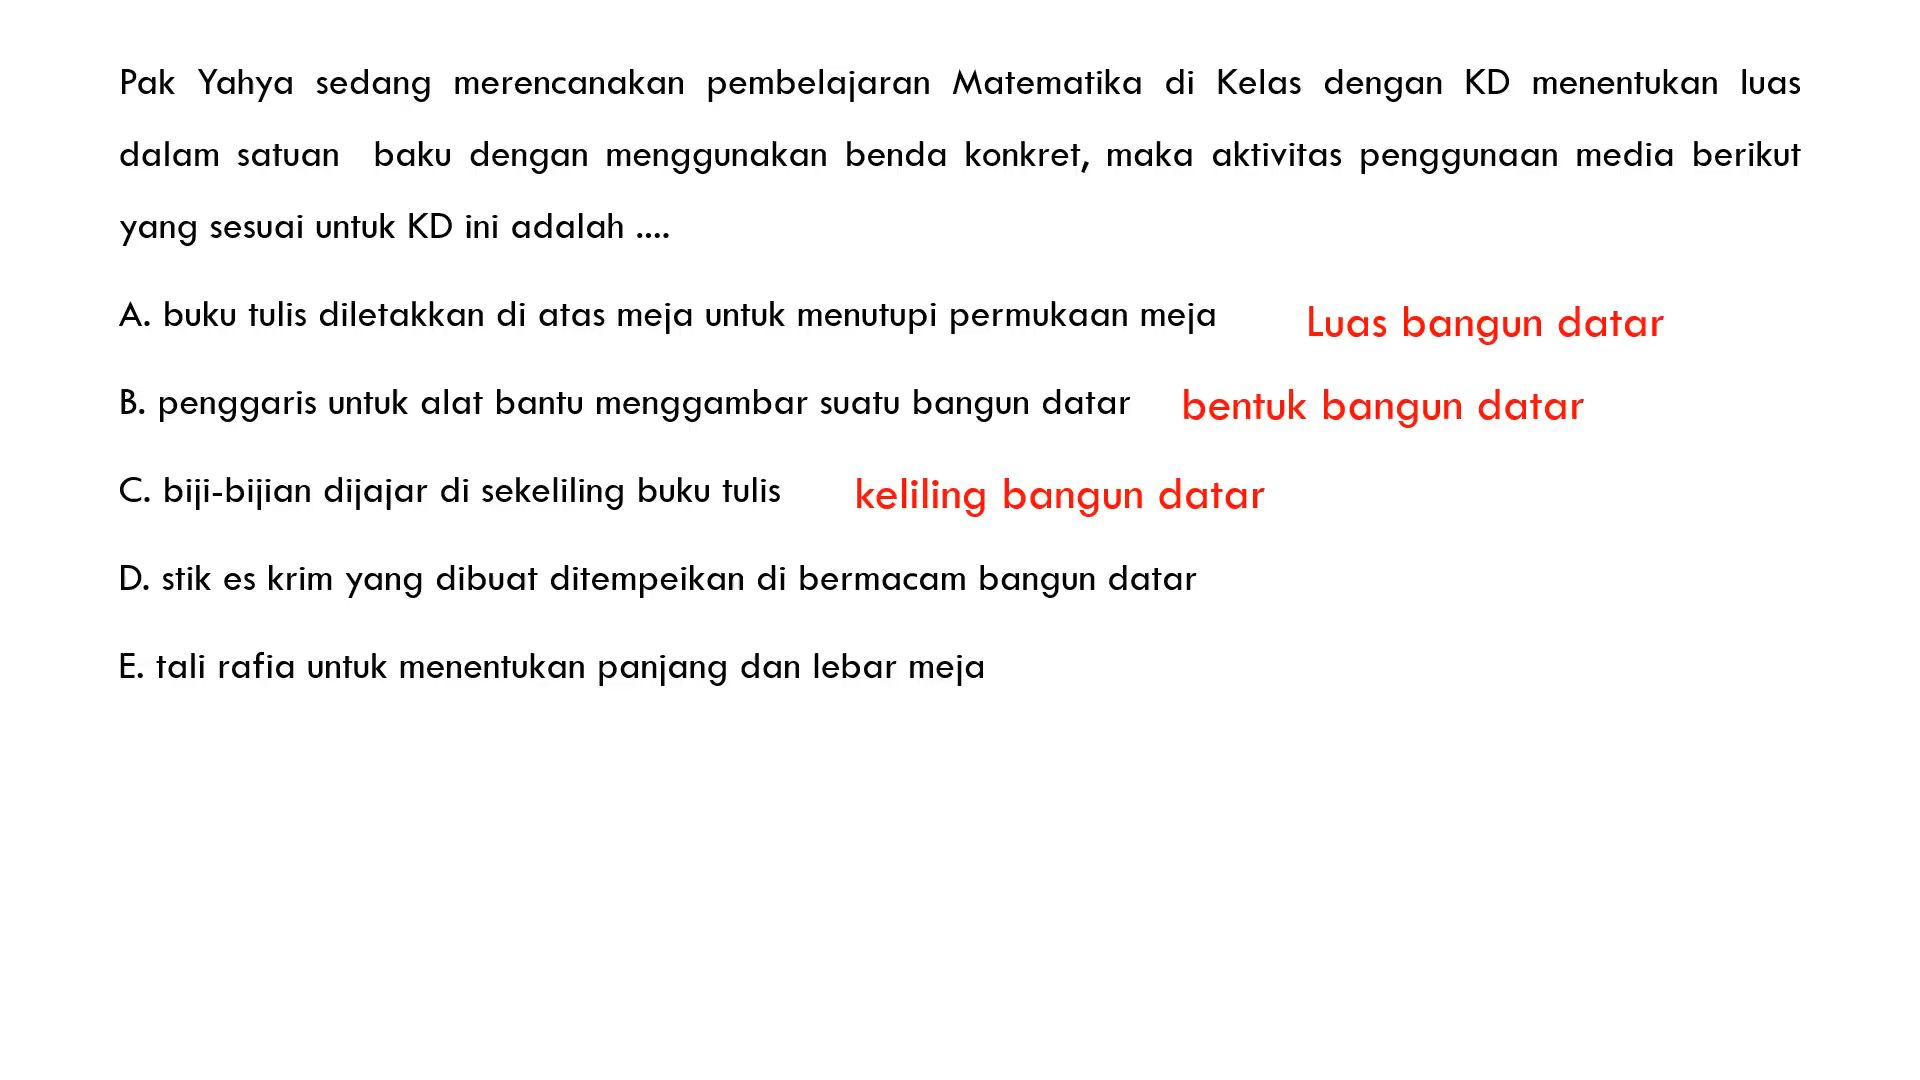 Pak Yahya sedang merencanakan pembelajaran Matematika di Kelas dengan KD menentukan luas
dalam satuan baku dengan menggunakan benda konkret, maka aktivitas penggunaan media berikut
yang sesuai untuk KD ini adalah ....
A. buku tulis diletakkan di atas meja untuk menutupi permukaan meja Luas bangun datar
B. penggaris untuk alat bantu menggambar suatu bangun datar bentuk bangun datar
C. biji-bijian dijajar di sekeliling buku tulis keliling bangun datar
D. stik es krim yang dibuat ditempeikan di bermacam bangun datar
E. tali rafia untuk menentukan panjang dan lebar meja